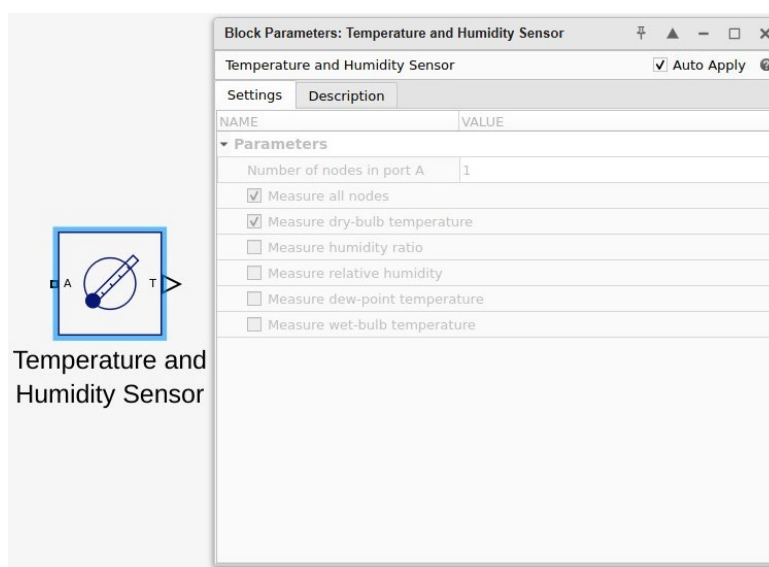 Block Parameters: Temperature and Humidity Sensor
Temperature and Humidity Sensor
Auto Apply
Settings Description
NAME VALUE
Parameters
Number of nodes in port A 1
Measure all nodes
Measure dry-bulb temperature
Measure humidity ratio
Measure relative humidity
Measure dew-point temperature
Measure wet-bulb temperature
A T
Temperature and
Humidity Sensor